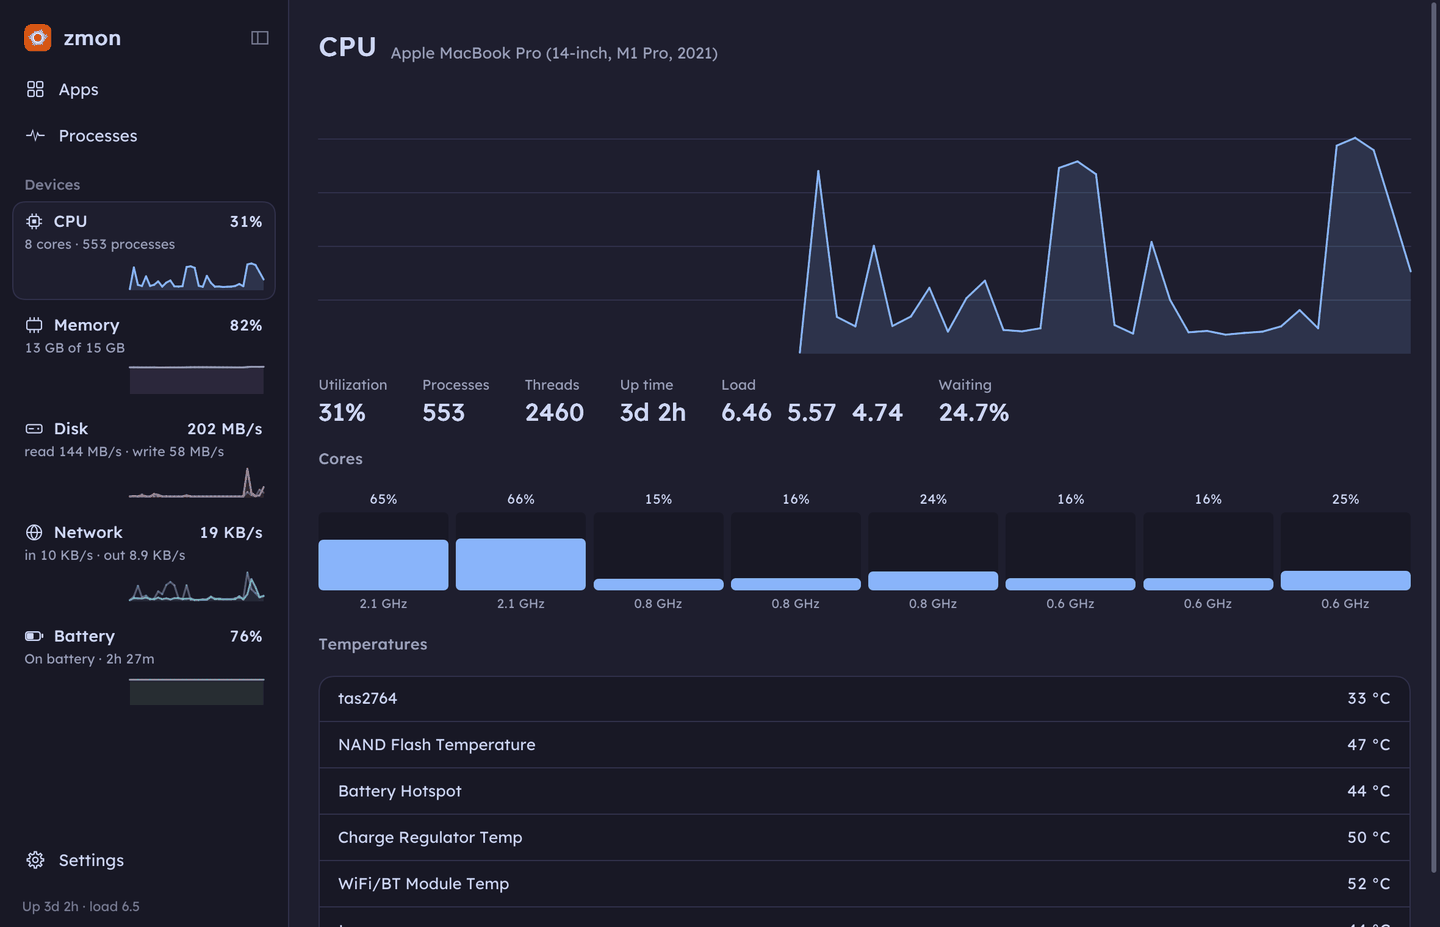 zmon
Apps
Processes
Devices
CPU 31%
8 cores · 553 processes
Memory 82%
13 GB of 15 GB
Disk 202 MB/s
read 144 MB/s · write 58 MB/s
Network 19 KB/s
in 10 KB/s · out 8.9 KB/s
Battery 76%
On battery · 2h 27m
Settings
Up 3d 2h · load 6.5
CPU Apple MacBook Pro (14-inch, M1 Pro, 2021)
Utilization Processes Threads Up time Load Waiting
31% 553 2460 3d 2h 6.46 5.57 4.74 24.7%
Cores
65% 66% 15% 16% 24% 16% 16% 25%
2.1 GHz 2.1 GHz 0.8 GHz 0.8 GHz 0.8 GHz 0.6 GHz 0.6 GHz 0.6 GHz
Temperatures
tas2764 33 °C
NAND Flash Temperature 47 °C
Battery Hotspot 44 °C
Charge Regulator Temp 50 °C
WiFi/BT Module Temp 52 °C